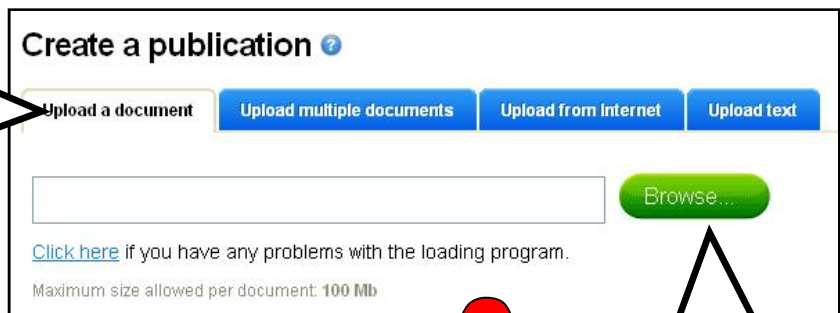 Create a publication
Upload a document Upload multiple documents Upload from Internet Upload text
Browse...
Click here if you have any problems with the loading program.
Maximum size allowed per document: 100 Mb